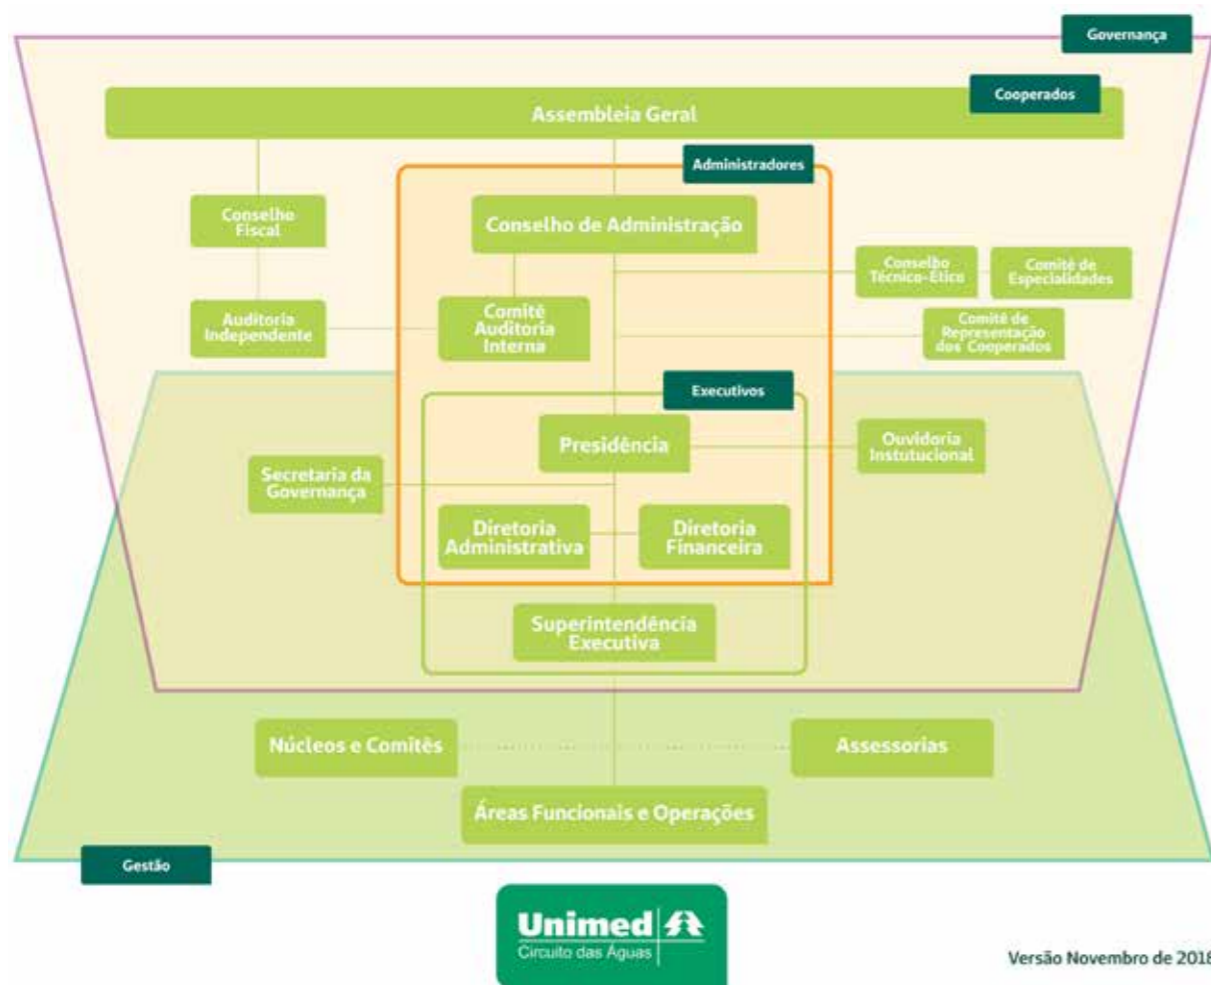 Governança
Cooperados
Assembleia Geral
Administradores
Conselho
Fiscal
Conselho de Administração
Conselho
Técnico-Ético
Comitê de
Especialidades
Auditoria
Independente
Comitê
Auditoria
Interna
Comitê de
Representação
dos Cooperados
Executivos
Presidência
Ouvidoria
Instutucional
Secretaria da
Governança
Diretoria
Administrativa
Diretoria
Financeira
Superintendência
Executiva
Núcleos e Comitês
Assessorias
Áreas Funcionais e Operações
Gestão
Unimed
Circuito das Águas
Versão Novembro de 2018